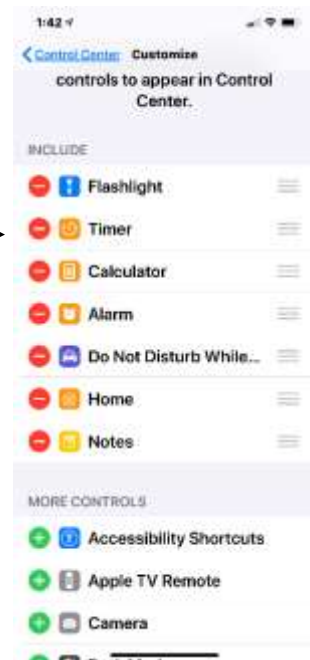 1:42
Control Center Customize
controls to appear in Control
Center.
INCLUDE
Flashlight
Timer
Calculator
Alarm
Do Not Disturb While...
Home
Notes
MORE CONTROLS
Accessibility Shortcuts
Apple TV Remote
Camera